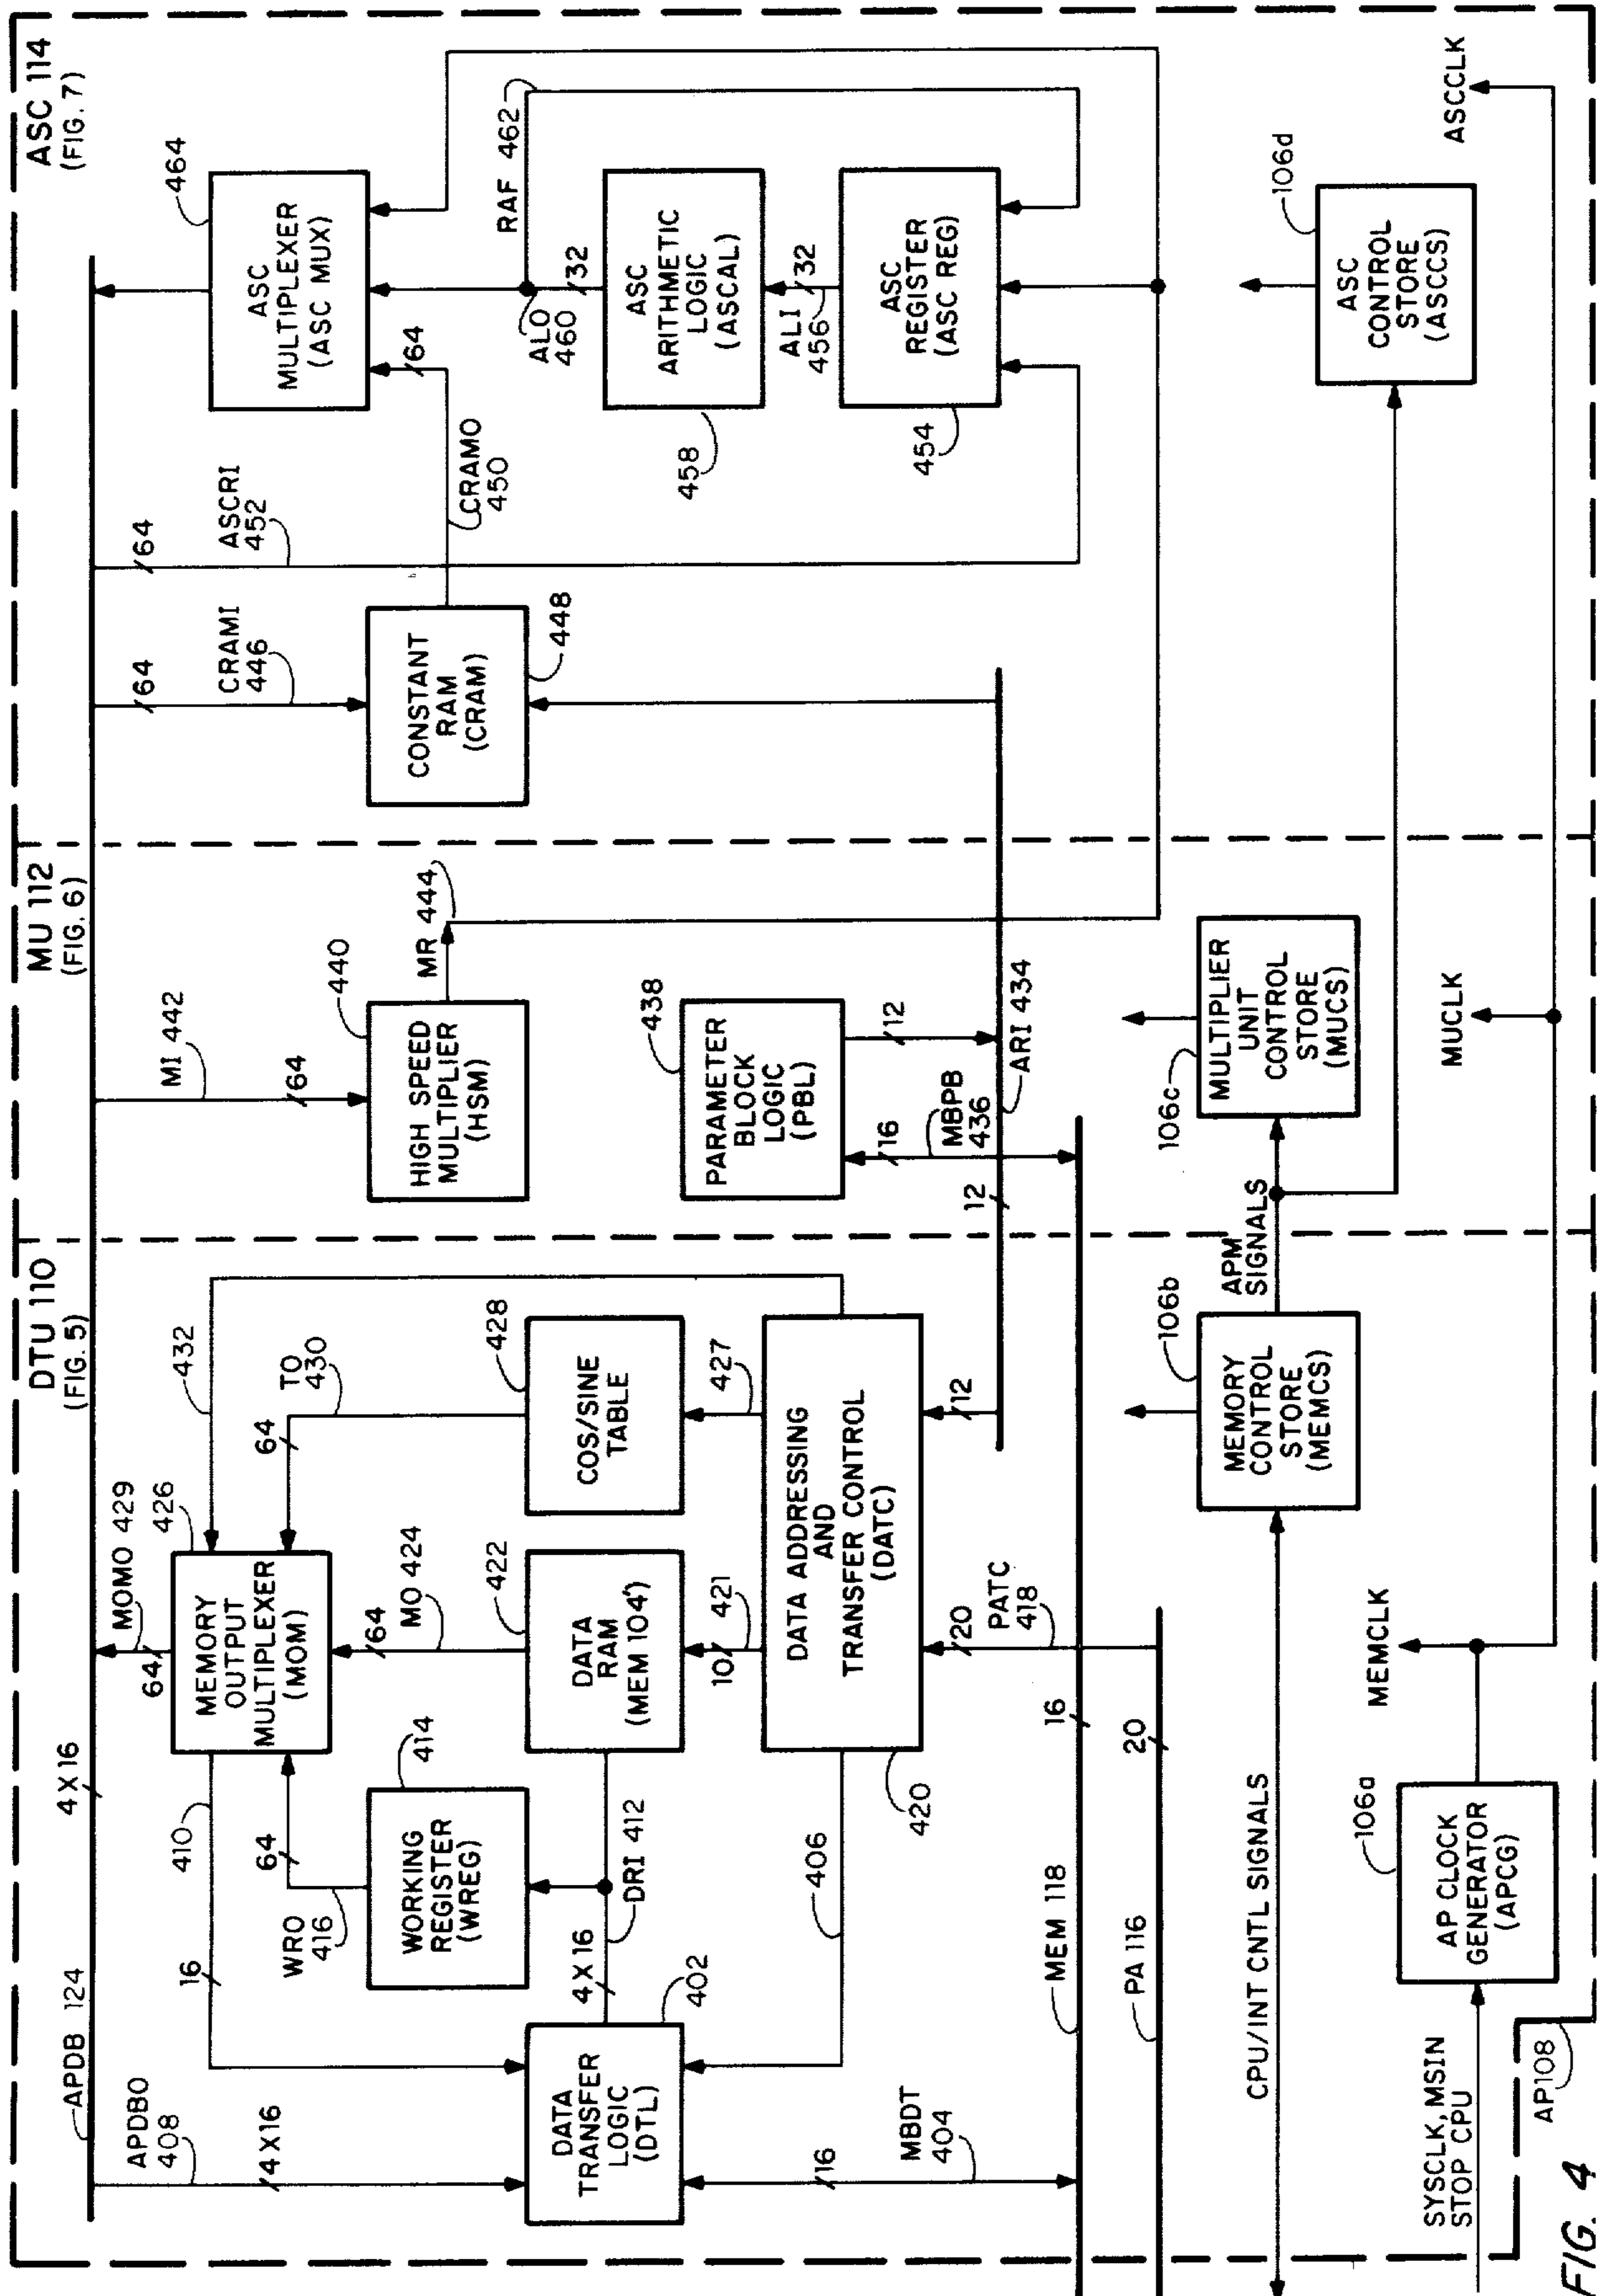 DTU 110
(FIG. 5)
MU 112
(FIG. 6)
ASC 114
(FIG. 7)
APDB 124
4 X 16
APDBO
408
4 X 16
410
16
MOMO 429
64
426
MEMORY
OUTPUT
MULTIPLEXER
(MOM)
432
WRO
416
64
414
WORKING
REGISTER
(WREG)
64
MO 424
64
TO
430
422
DATA
RAM
(MEM 104')
428
COS/SINE
TABLE
DATA
TRANSFER
LOGIC
(DTL)
402
4 X 16
DRI 412
10
421
427
406
DATA ADDRESSING
AND
TRANSFER CONTROL
(DATC)
420
MBDT
404
16
20
PATC
418
12
MEM 118
16
PA 116
20
CPU/INT CNTL SIGNALS
MEMORY
CONTROL
STORE
(MEMCS)
106b
APM
SIGNALS
SYSCLK, MSIN
STOP CPU
AP CLOCK
GENERATOR
(APCG)
106a
MEMCLK
AP108
MI 442
64
440
HIGH SPEED
MULTIPLIER
(HSM)
MR 444
438
PARAMETER
BLOCK
LOGIC
(PBL)
12
16
MBPB
436
12
ARI 434
106c
MULTIPLIER
UNIT
CONTROL
STORE
(MUCS)
MUCLK
64
CRAMI
446
CONSTANT
RAM
(CRAM)
448
64
ASCRI
452
CRAMO
450
64
464
ASC
MULTIPLEXER
(ASC MUX)
RAF 462
ALO
460
32
ASC
ARITHMETIC
LOGIC
(ASCAL)
458
ALI
456
32
ASC
REGISTER
(ASC REG)
454
106d
ASC
CONTROL
STORE
(ASCCS)
ASCCLK
FIG. 4